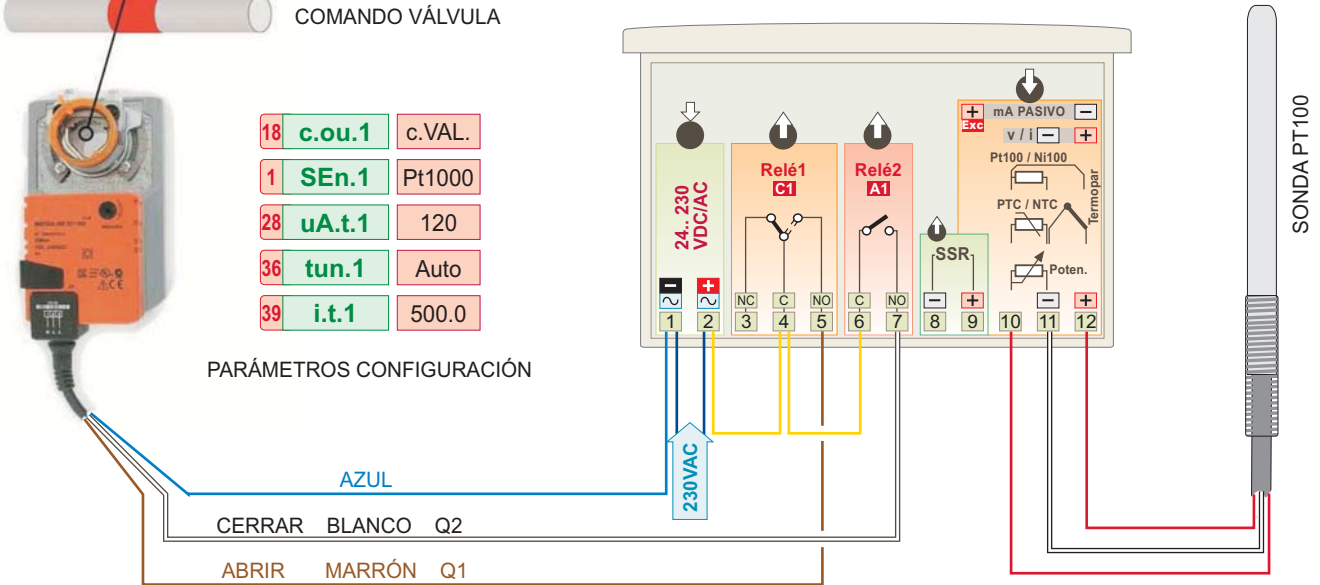 COMANDO VÁLVULA
18 c.ou.1 c.VAL.
1 SEn.1 Pt1000
28 uA.t.1 120
36 tun.1 Auto
39 i.t.1 500.0
PARÁMETROS CONFIGURACIÓN
24.. 230
VDC/AC
Relé1
C1
Relé2
A1
SSR
+ mA PASIVO −
Exc
v / i − +
Pt100 / Ni100
PTC / NTC
Termopar
Poten.
− +
∼ ∼
NC C NO C NO − + − +
1 2 3 4 5 6 7 8 9 10 11 12
230VAC
SONDA PT100
AZUL
CERRAR BLANCO Q2
ABRIR MARRÓN Q1